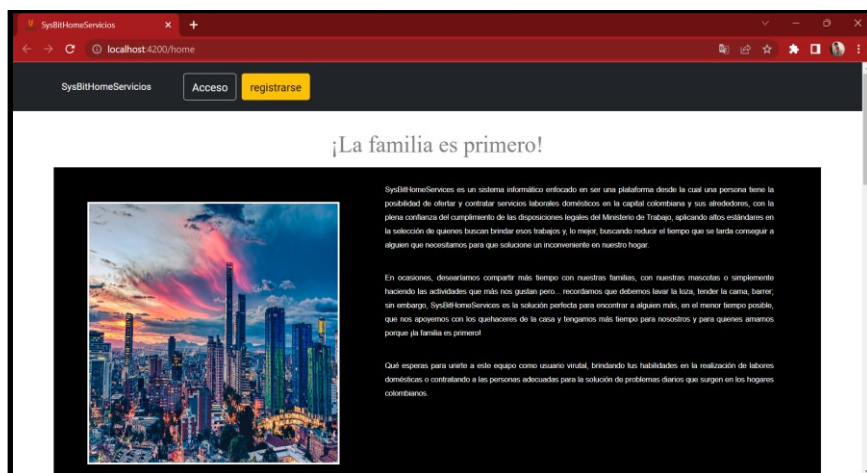 SysBitHomeServicios
localhost:4200/home
SysBitHomeServicios
Acceso
registrarse
¡La familia es primero!
SysBitHomeServices es un sistema informático enfocado en ser una plataforma desde la cual una persona tiene la
posibilidad de ofertar y contratar servicios laborales domésticos en la capital colombiana y sus alrededores, con la
plena confianza del cumplimiento de las disposiciones legales del Ministerio de Trabajo, aplicando altos estándares en
la selección de quienes buscan brindar esos trabajos y, lo mejor, buscando reducir el tiempo que se tarda conseguir a
alguien que necesitamos para que solucione un inconveniente en nuestro hogar.
En ocasiones, desearíamos compartir más tiempo con nuestras familias, con nuestras mascotas o simplemente
haciendo las actividades que más nos gustan pero... recordamos que debemos lavar la loza, tender la cama, barrer;
sin embargo, SysBitHomeServices es la solución perfecta para encontrar a alguien más, en el menor tiempo posible,
que nos apoyemos con los quehaceres de la casa y tengamos más tiempo para nosostros y para quienes amamos
porque ¡la familia es primero!
Qué esperas para unirte a este equipo como usuario virutal, brindando tus habilidades en la realización de labores
domésticas o contratando a las personas adecuadas para la solución de problemas diarios que surgen en los hogares
colombianos.